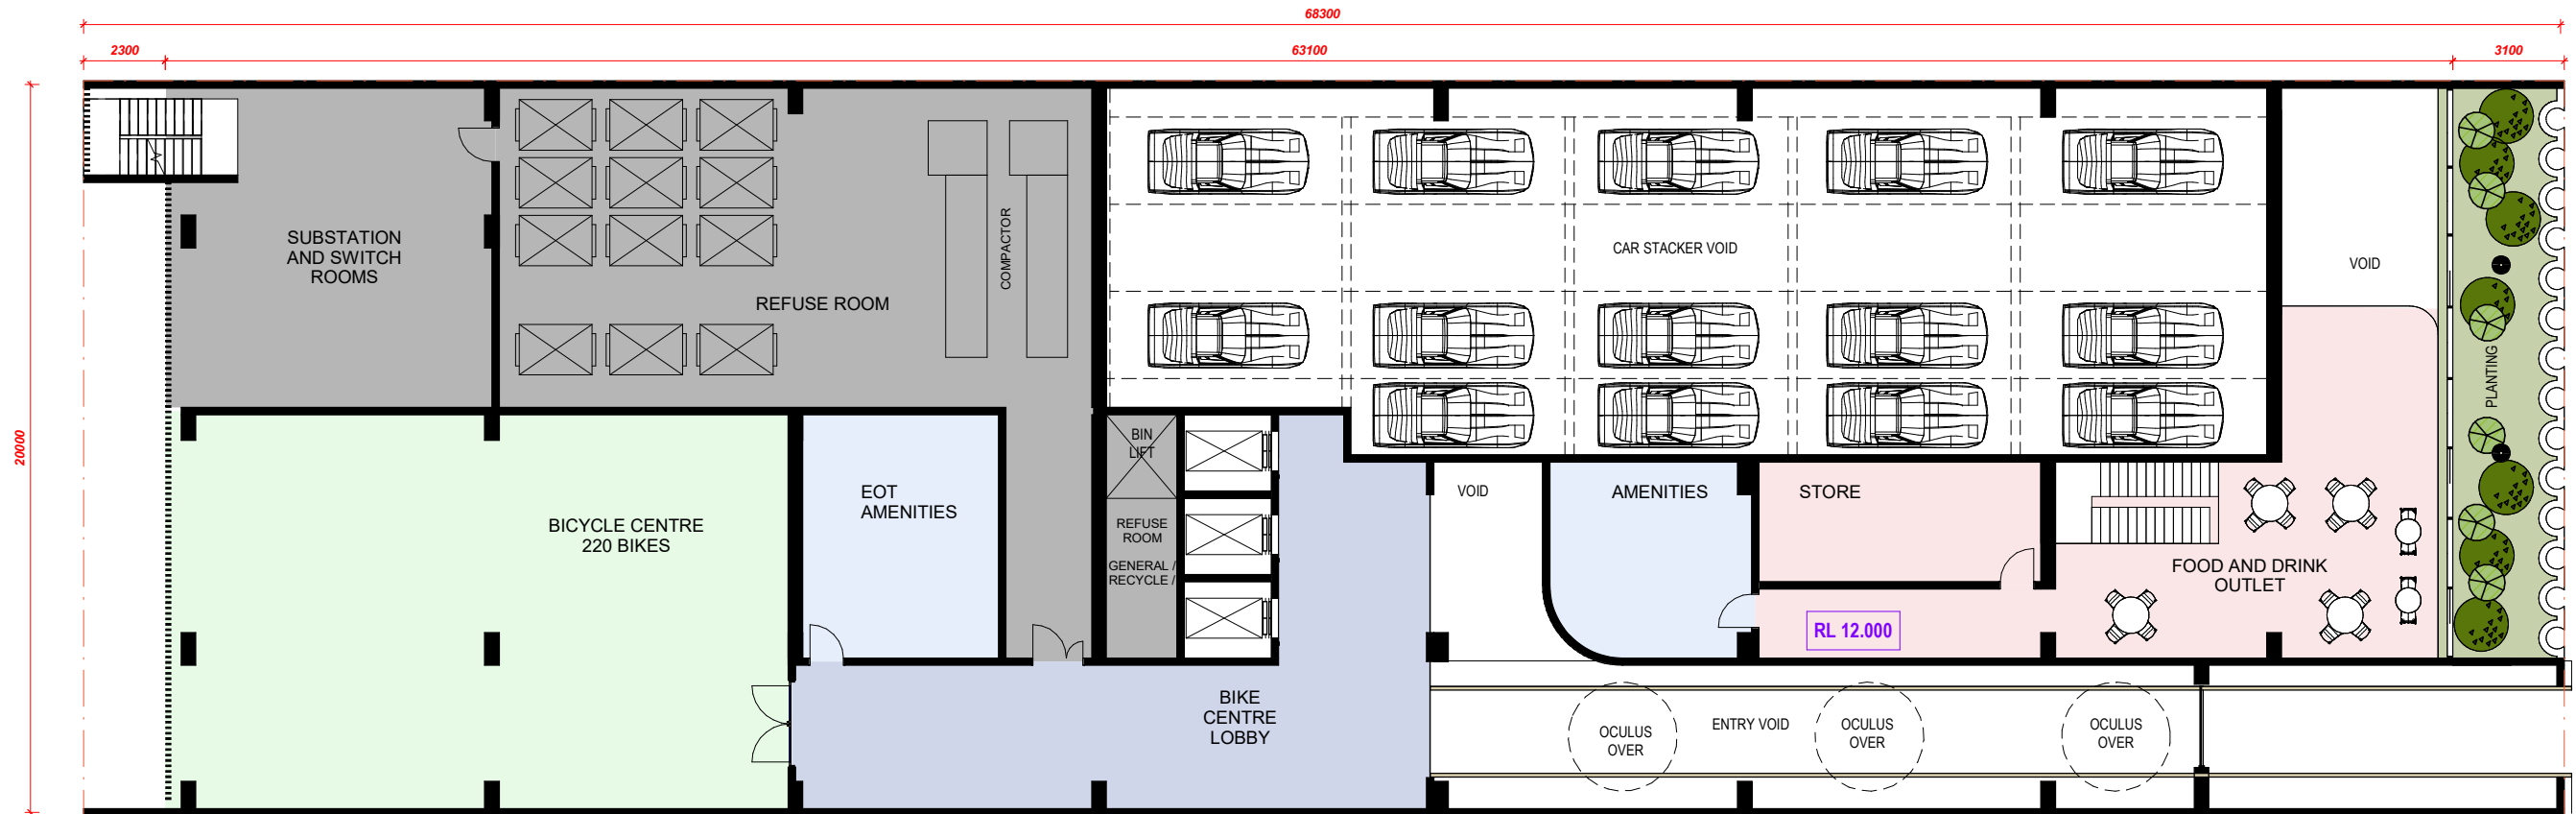 68300
2300
63100
3100
20000
SUBSTATION
AND SWITCH
ROOMS
REFUSE ROOM
COMPACTOR
CAR STACKER VOID
VOID
PLANTING
BICYCLE CENTRE
220 BIKES
EOT
AMENITIES
BIN
LIFT
REFUSE
ROOM
GENERAL /
RECYCLE /
VOID
AMENITIES
STORE
FOOD AND DRINK
OUTLET
RL 12.000
BIKE
CENTRE
LOBBY
OCULUS
OVER
ENTRY VOID
OCULUS
OVER
OCULUS
OVER